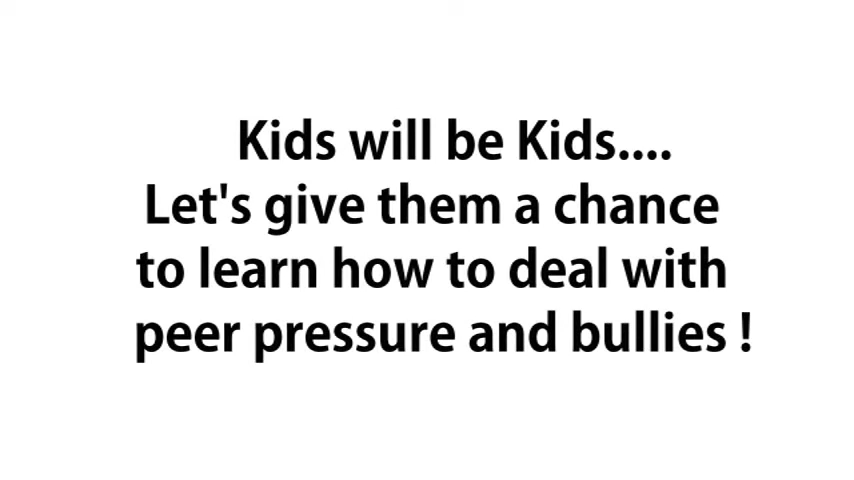 Kids will be Kids....
Let's give them a chance
to learn how to deal with
peer pressure and bullies !